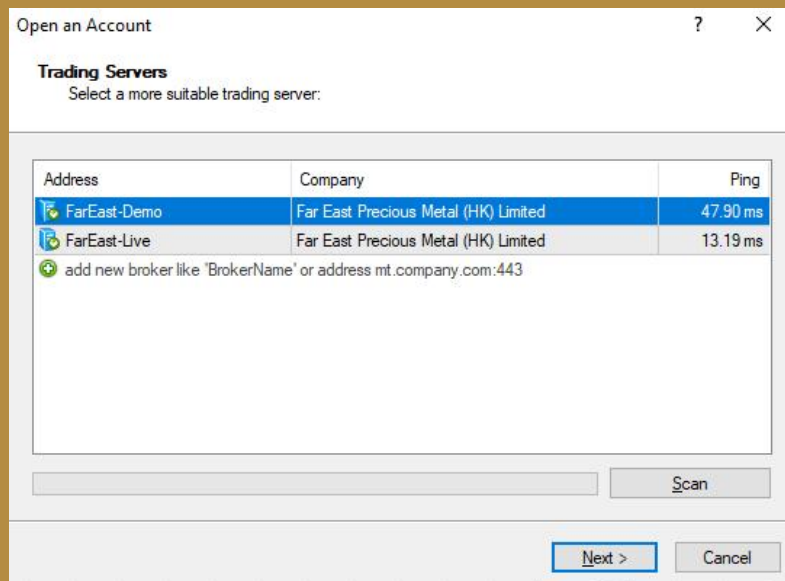 Open an Account ?
Trading Servers
Select a more suitable trading server:
Address Company Ping
FarEast-Demo Far East Precious Metal (HK) Limited 47.90 ms
FarEast-Live Far East Precious Metal (HK) Limited 13.19 ms
add new broker like 'BrokerName' or address mt.company.com:443
Scan
Next > Cancel